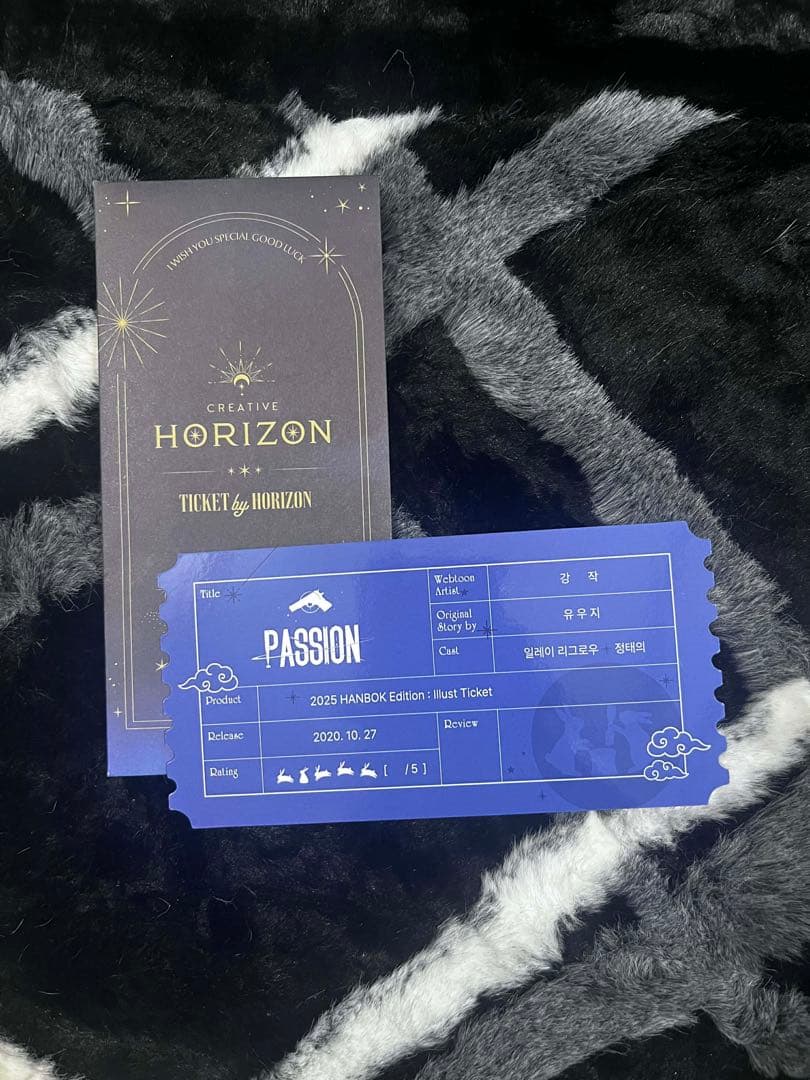 I WISH YOU SPECIAL GOOD LUCK
CREATIVE
HORIZON
TICKET by HORIZON
Title
PASSION
Webtoon
Artist
강 작
Original
Story by
유우지
Cast
일레이 리그로우 정태의
Product
2025 HANBOK Edition : Illust Ticket
Release
2020. 10. 27
Rating
[ /5 ]
Review